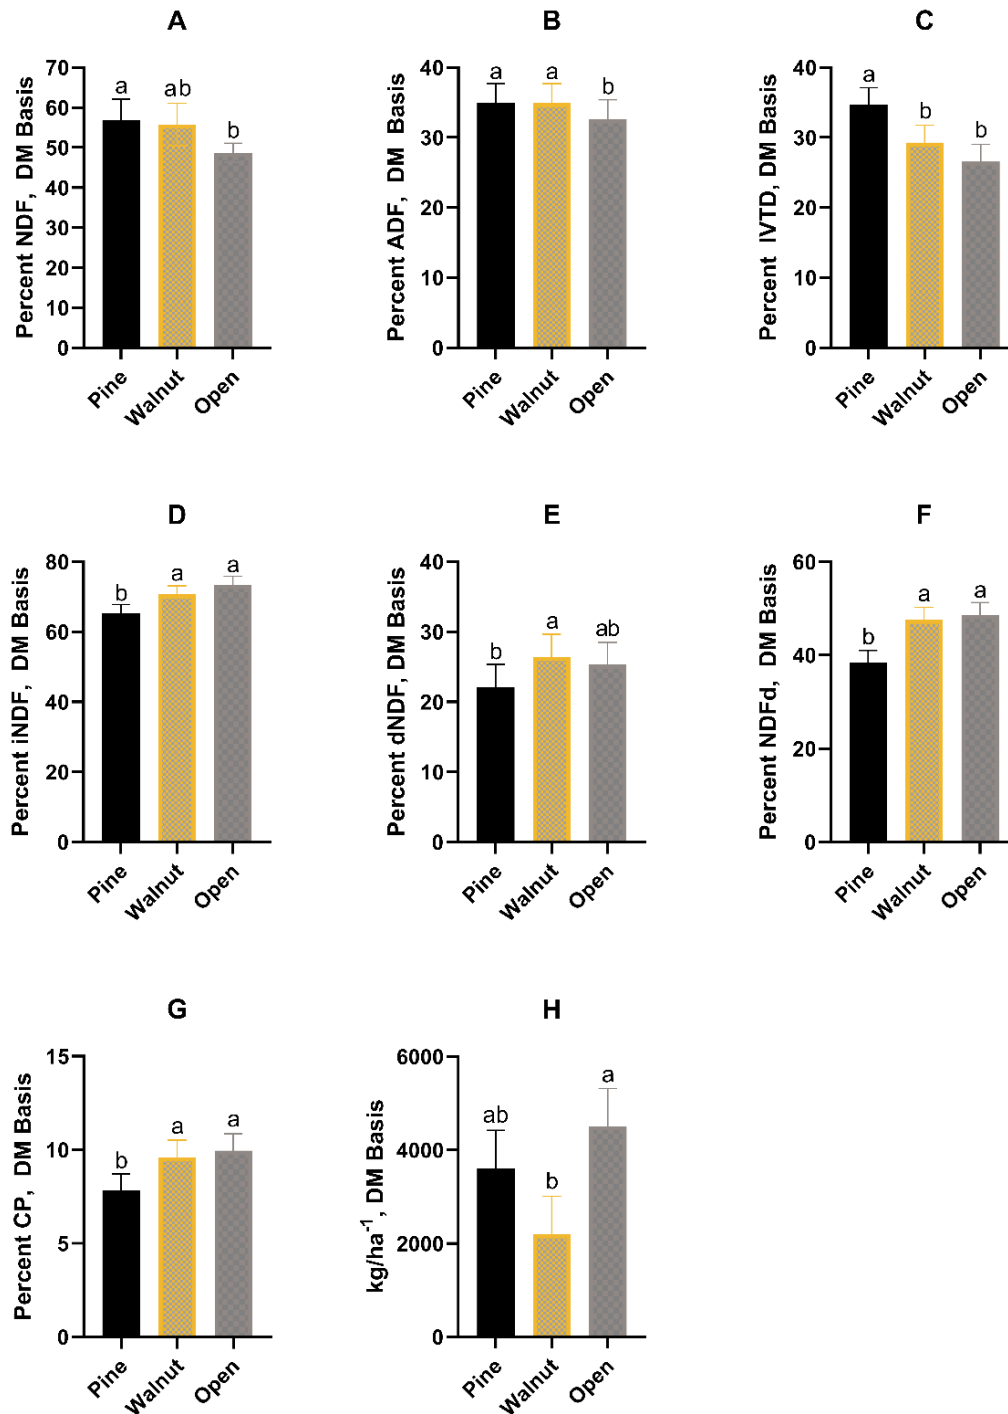 A
Percent NDF, DM Basis
70
60
50
40
30
20
10
0
a
ab
b
Pine
Walnut
Open
B
Percent ADF, DM Basis
40
30
20
10
0
a
a
b
Pine
Walnut
Open
C
Percent IVTD, DM Basis
40
30
20
10
0
a
b
b
Pine
Walnut
Open
D
Percent iNDF, DM Basis
80
60
40
20
0
b
a
a
Pine
Walnut
Open
E
Percent dNDF, DM Basis
40
30
20
10
0
b
a
ab
Pine
Walnut
Open
F
Percent NDFd, DM Basis
60
40
20
0
b
a
a
Pine
Walnut
Open
G
Percent CP, DM Basis
15
10
5
0
b
a
a
Pine
Walnut
Open
H
kg/ha⁻¹, DM Basis
6000
4000
2000
0
ab
b
a
Pine
Walnut
Open